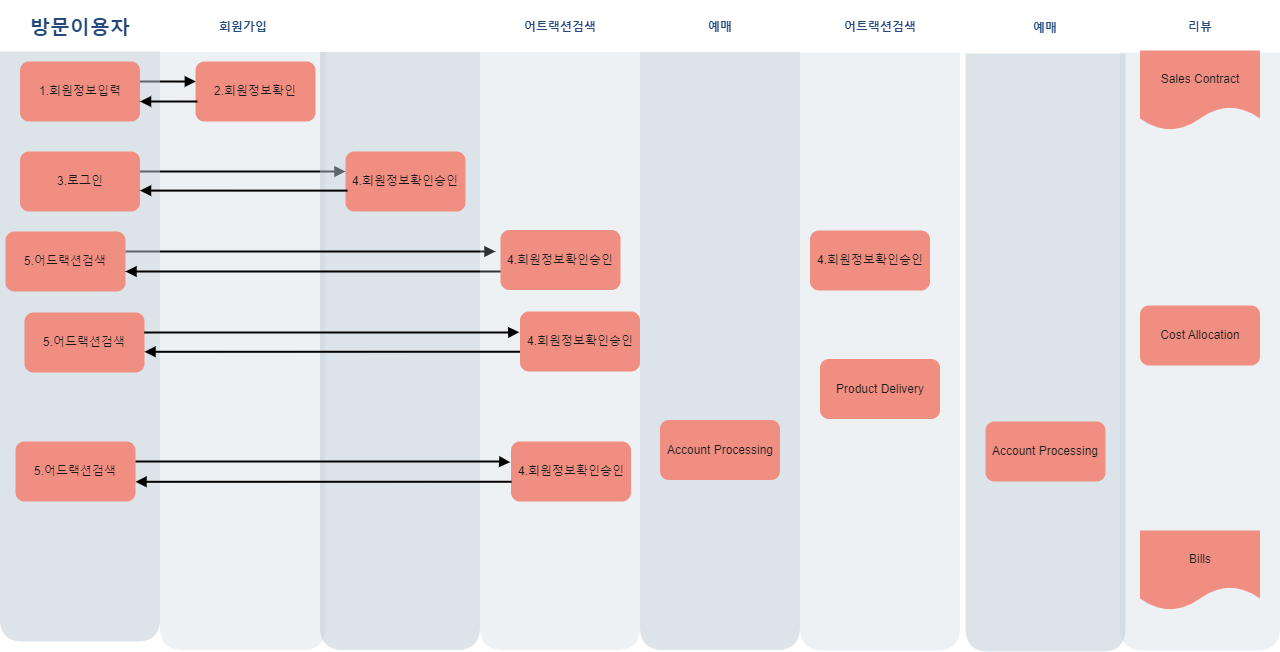 방문이용자
회원가입
어트랙션검색
예매
어트랙션검색
예매
리뷰
1.회원정보입력
2.회원정보확인
Sales Contract
3.로그인
4.회원정보확인승인
5.어드랙션검색
4.회원정보확인승인
4.회원정보확인승인
5.어드랙션검색
4.회원정보확인승인
Cost Allocation
Product Delivery
5.어드랙션검색
4.회원정보확인승인
Account Processing
Account Processing
Bills